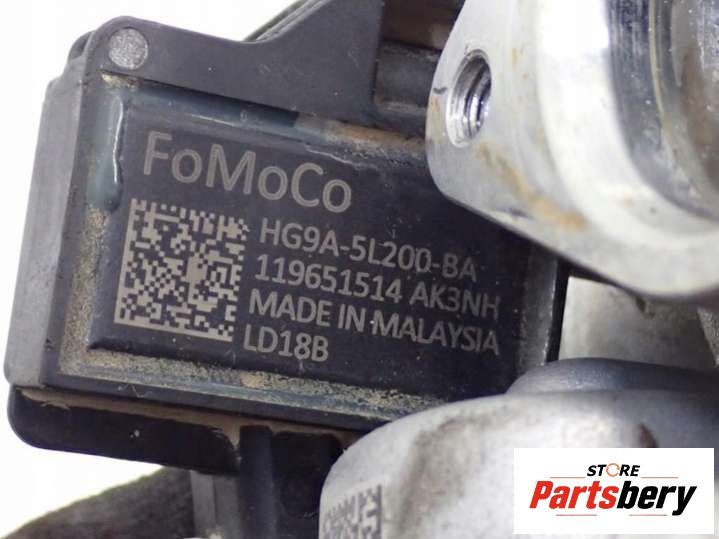 FoMoCo
HG9A-5L200-BA
119651514 AK3NH
MADE IN MALAYSIA
LD18B
STORE
Partsbery